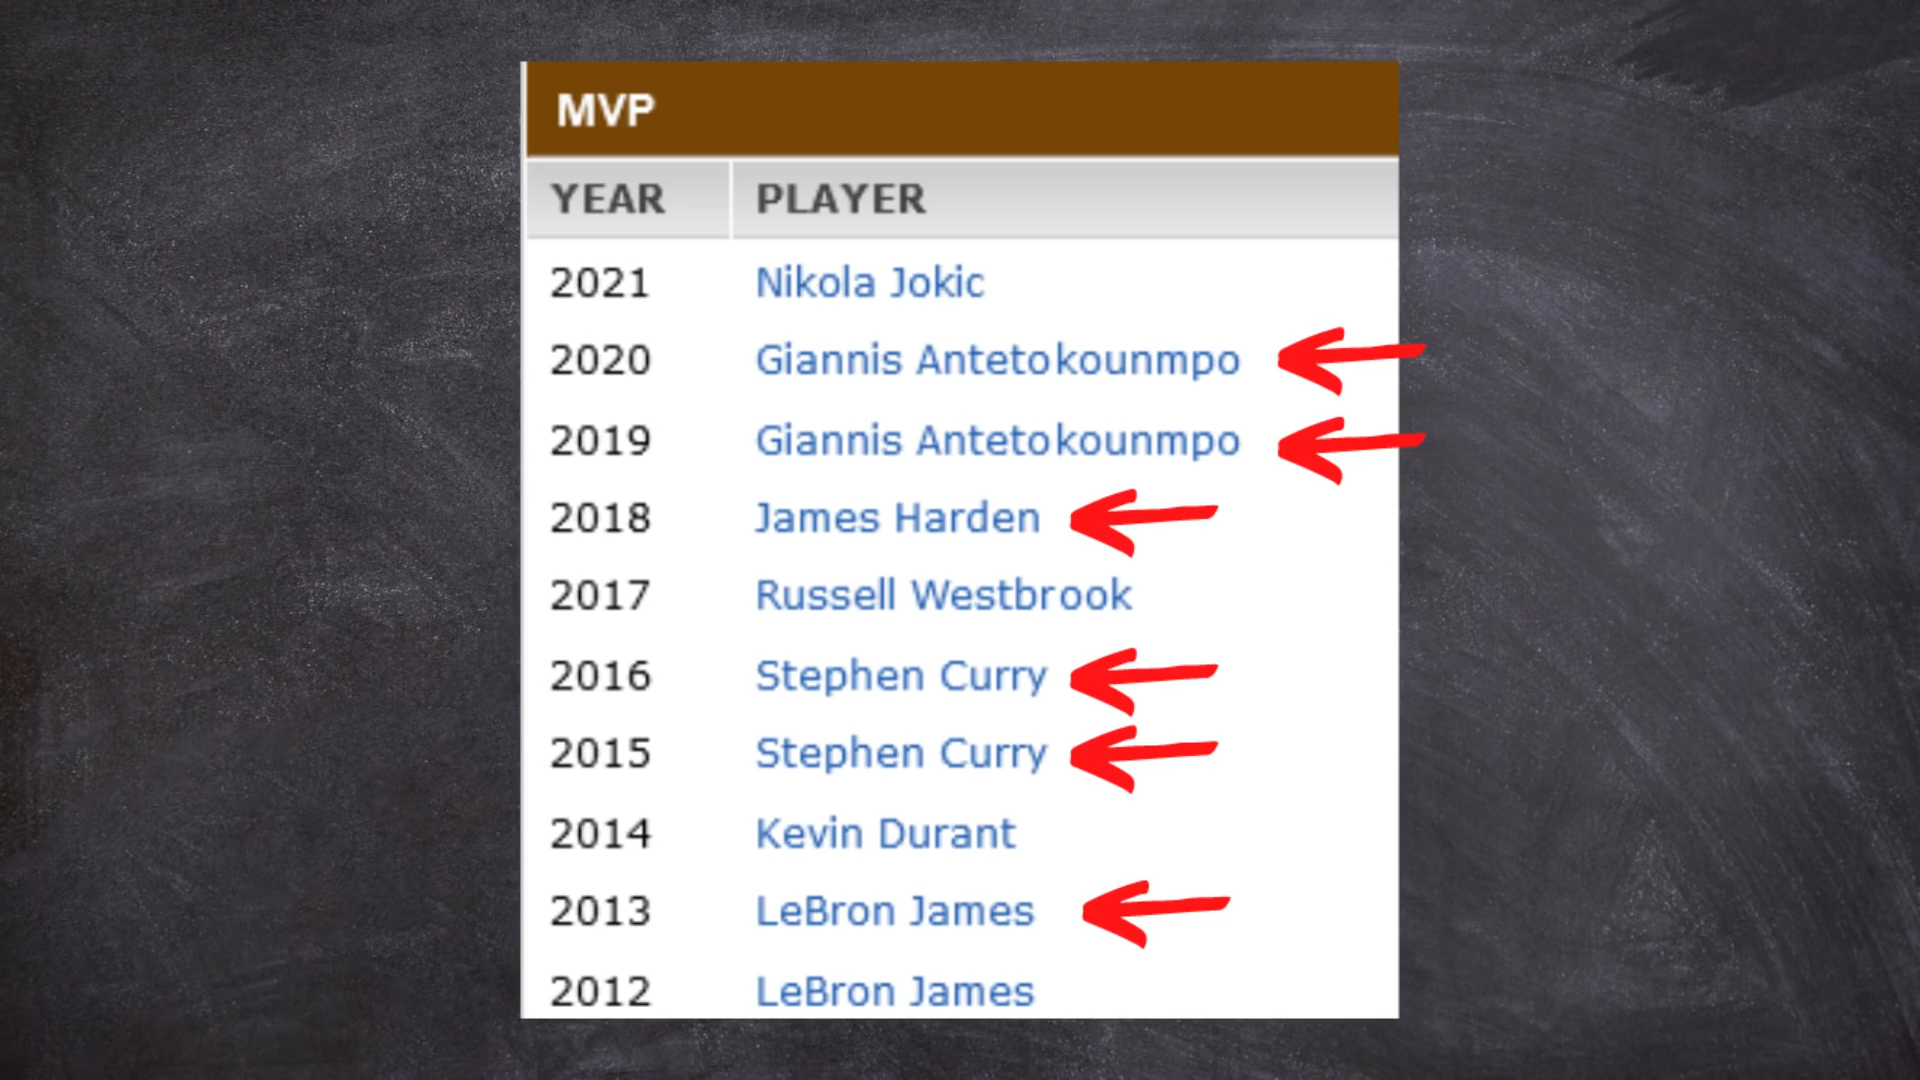 MVP
YEAR PLAYER
2021 Nikola Jokic
2020 Giannis Antetokounmpo
2019 Giannis Antetokounmpo
2018 James Harden
2017 Russell Westbrook
2016 Stephen Curry
2015 Stephen Curry
2014 Kevin Durant
2013 LeBron James
2012 LeBron James